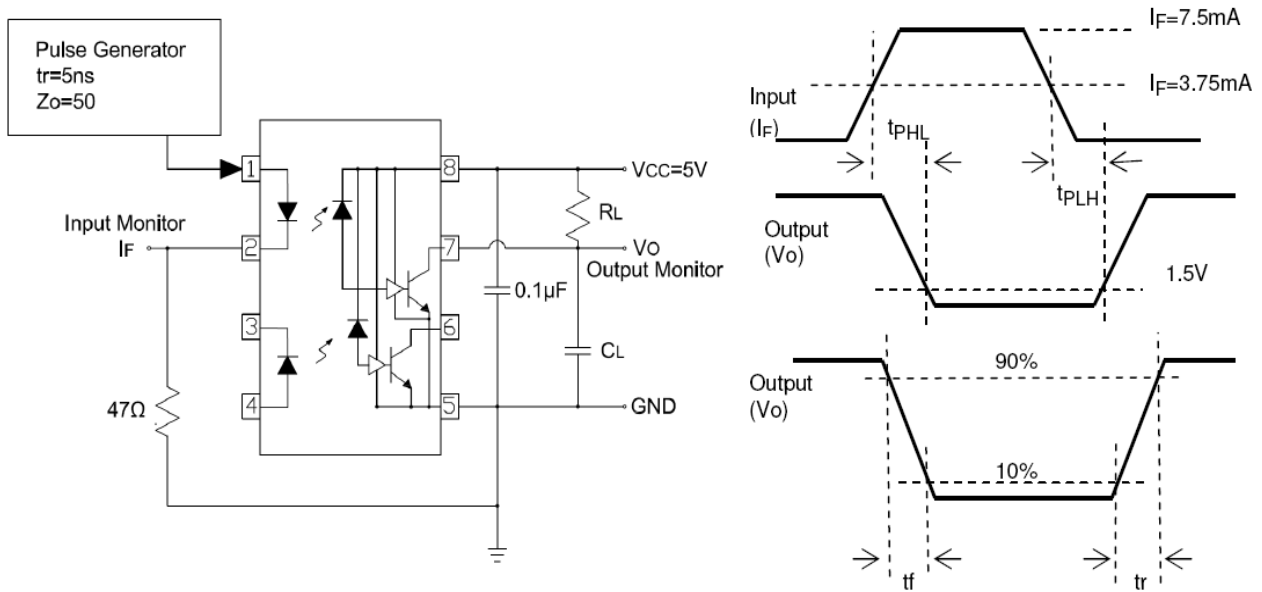 Pulse Generator
tr=5ns
Zo=50
1
8
VCC=5V
RL
Input Monitor
IF
2
7
VO
Output Monitor
0.1μF
3
6
CL
4
5
GND
47Ω
IF=7.5mA
IF=3.75mA
Input
(IF)
tPHL
tPLH
Output
(Vo)
1.5V
Output
(Vo)
90%
10%
tf
tr